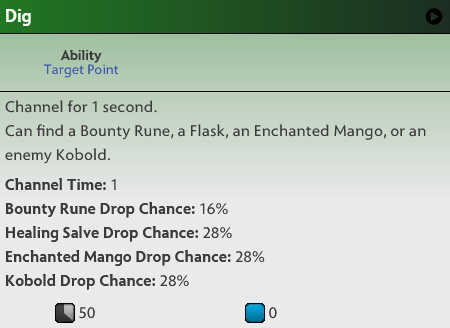 Dig
Ability
Target Point
Channel for 1 second.
Can find a Bounty Rune, a Flask, an Enchanted Mango, or an
enemy Kobold.
Channel Time: 1
Bounty Rune Drop Chance: 16%
Healing Salve Drop Chance: 28%
Enchanted Mango Drop Chance: 28%
Kobold Drop Chance: 28%
50 0